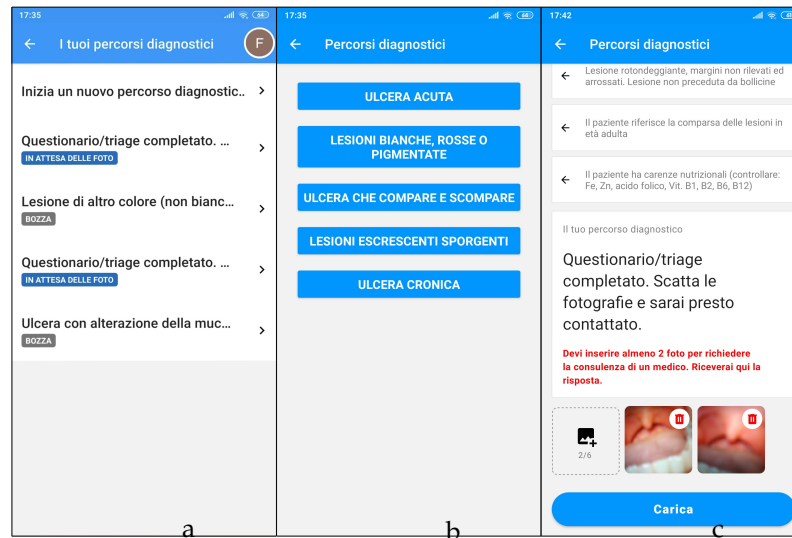 17:35
68
I tuoi percorsi diagnostici
F
Inizia un nuovo percorso diagnostic..
Questionario/triage completato. ...
IN ATTESA DELLE FOTO
Lesione di altro colore (non bianc...
BOZZA
Questionario/triage completato. ...
IN ATTESA DELLE FOTO
Ulcera con alterazione della muc...
BOZZA
a
17:35
68
Percorsi diagnostici
ULCERA ACUTA
LESIONI BIANCHE, ROSSE O
PIGMENTATE
ULCERA CHE COMPARE E SCOMPARE
LESIONI ESCRESCENTI SPORGENTI
ULCERA CRONICA
b
17:42
Percorsi diagnostici
Lesione rotondeggiante, margini non rilevati ed
arrossati. Lesione non preceduta da bollicine
Il paziente riferisce la comparsa delle lesioni in
età adulta
Il paziente ha carenze nutrizionali (controllare:
Fe, Zn, acido folico, Vit. B1, B2, B6, B12)
Il tuo percorso diagnostico
Questionario/triage
completato. Scatta le
fotografie e sarai presto
contattato.
Devi inserire almeno 2 foto per richiedere
la consulenza di un medico. Riceverai qui la
risposta.
2/6
Carica
c